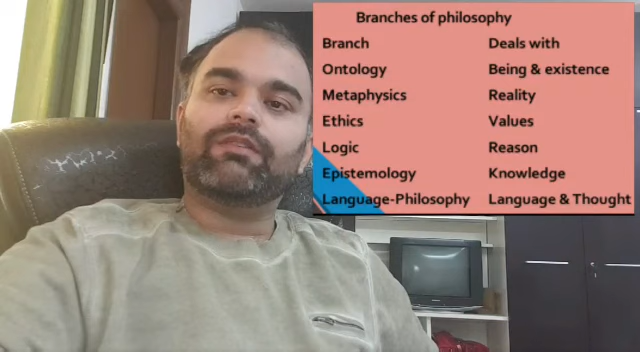 Branches of philosophy
Branch Deals with
Ontology Being & existence
Metaphysics Reality
Ethics Values
Logic Reason
Epistemology Knowledge
Language-Philosophy Language & Thought